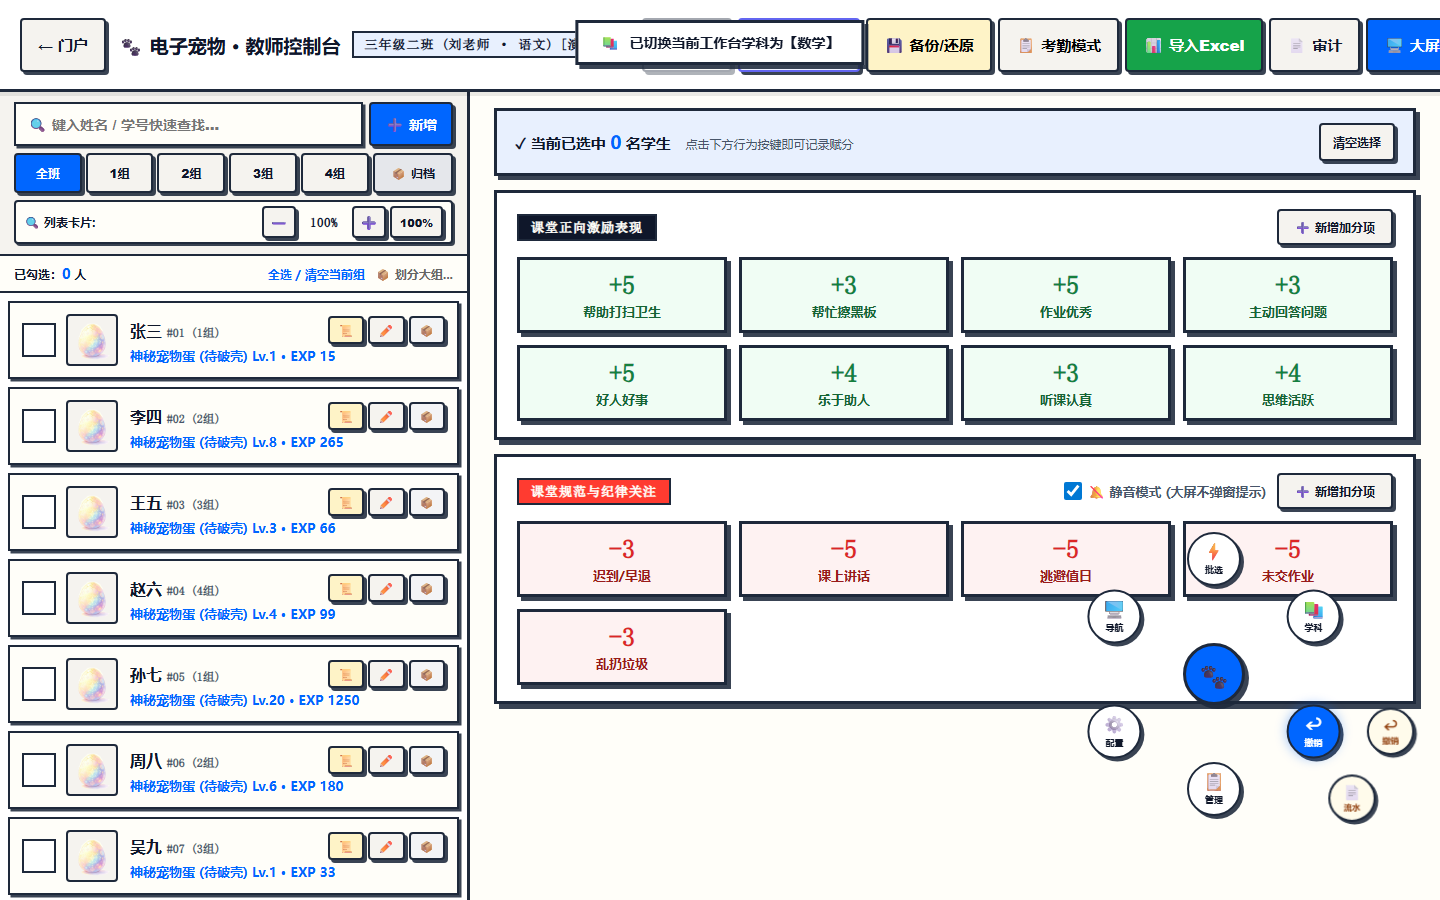 ←门户
电子宠物・教师控制台
三年级二班（刘老师 · 语文）[演
已切换当前工作台学科为【数学】
备份/还原
考勤模式
导入Excel
审计
大屏
键入姓名 / 学号快速查找...
新增
全班
1组
2组
3组
4组
归档
列表卡片:
100%
100%
已勾选: 0 人
全选 / 清空当前组
划分大组...
张三 #01（1组）
神秘宠物蛋 (待破壳) Lv.1 • EXP 15
李四 #02（2组）
神秘宠物蛋 (待破壳) Lv.8 • EXP 265
王五 #03（3组）
神秘宠物蛋 (待破壳) Lv.3 • EXP 66
赵六 #04（4组）
神秘宠物蛋 (待破壳) Lv.4 • EXP 99
孙七 #05（1组）
神秘宠物蛋 (待破壳) Lv.20 • EXP 1250
周八 #06（2组）
神秘宠物蛋 (待破壳) Lv.6 • EXP 180
吴九 #07（3组）
神秘宠物蛋 (待破壳) Lv.1 • EXP 33
✓ 当前已选中 0 名学生 点击下方行为按键即可记录赋分
清空选择
课堂正向激励表现
新增加分项
+5
帮助打扫卫生
+3
帮忙擦黑板
+5
作业优秀
+3
主动回答问题
+5
好人好事
+4
乐于助人
+3
听课认真
+4
思维活跃
课堂规范与纪律关注
静音模式 (大屏不弹窗提示)
新增扣分项
−3
迟到/早退
−5
课上讲话
−5
逃避值日
−5
未交作业
−3
乱扔垃圾
批选
导航
学科
配置
撤销
撤销
管理
流水